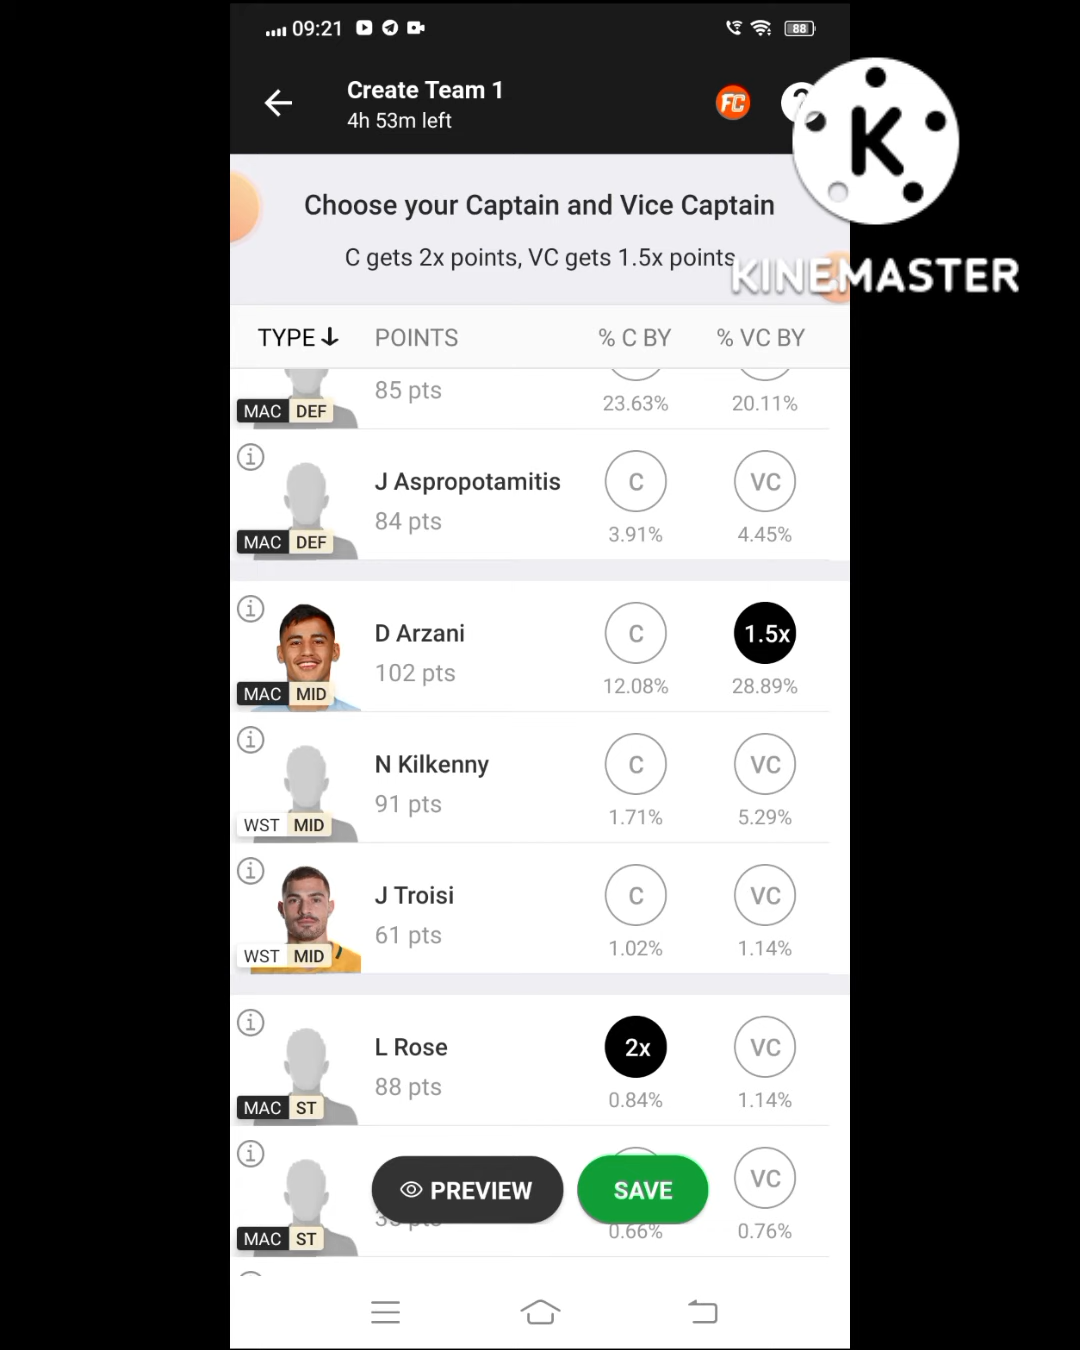 09:21
88
Create Team 1
4h 53m left
FC
K
KINEMASTER
Choose your Captain and Vice Captain
C gets 2x points, VC gets 1.5x points
TYPE POINTS % C BY % VC BY
85 pts
MAC DEF
23.63% 20.11%
J Aspropotamitis
84 pts
MAC DEF
C VC
3.91% 4.45%
D Arzani
102 pts
MAC MID
C 1.5x
12.08% 28.89%
N Kilkenny
91 pts
WST MID
C VC
1.71% 5.29%
J Troisi
61 pts
WST MID
C VC
1.02% 1.14%
L Rose
88 pts
MAC ST
2x VC
0.84% 1.14%
PREVIEW SAVE
VC
MAC ST
0.66% 0.76%